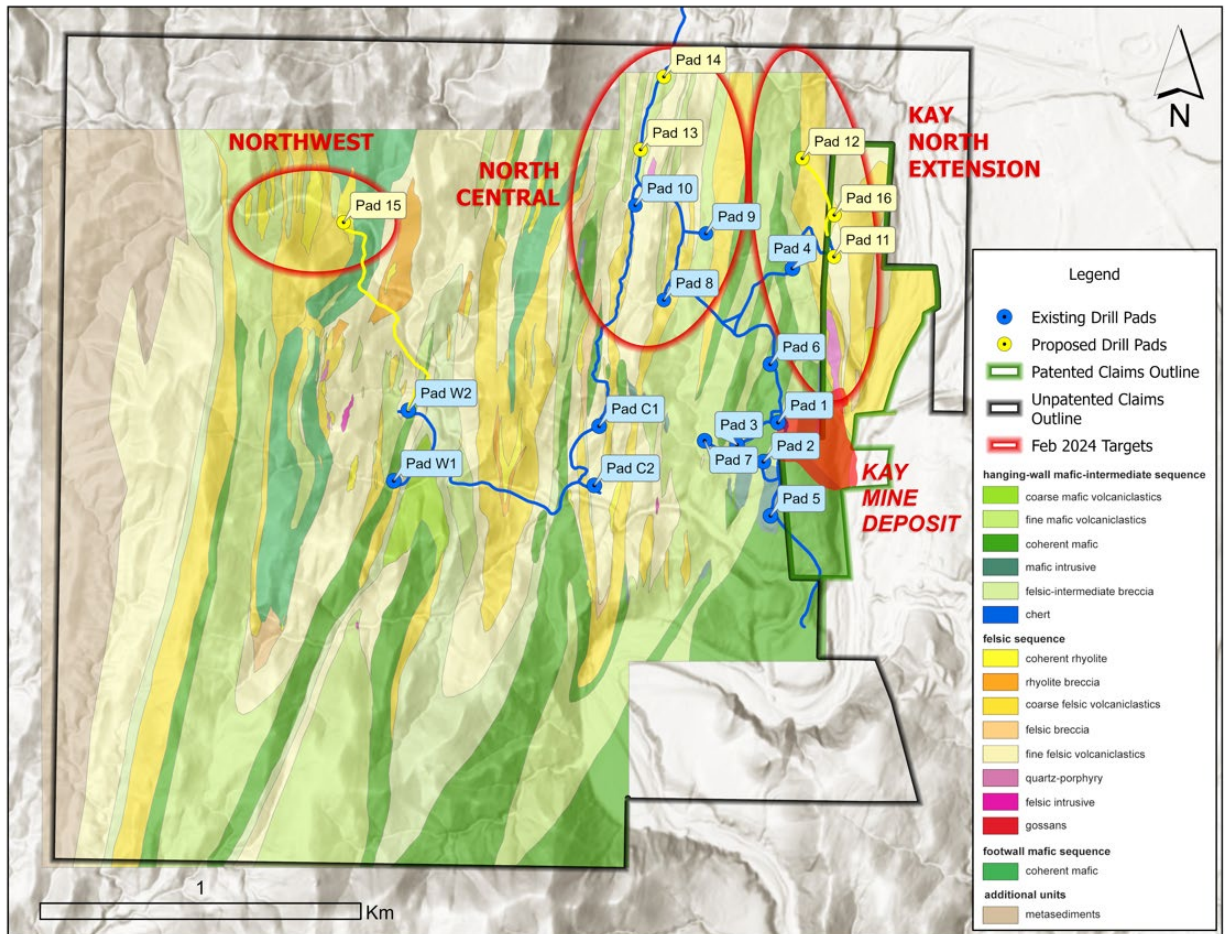 Pad 14
KAY
NORTH
EXTENSION
N
NORTHWEST
Pad 13
Pad 12
NORTH
CENTRAL
Pad 10
Pad 15
Pad 16
Pad 9
Pad 11
Pad 4
Pad 8
Pad 6
Pad W2
Pad C1
Pad 1
Pad 3
Pad 2
Pad 7
Pad W1
Pad C2
Pad 5
KAY
MINE
DEPOSIT
1
Km
Legend
Existing Drill Pads
Proposed Drill Pads
Patented Claims Outline
Unpatented Claims
Outline
Feb 2024 Targets
hanging-wall mafic-intermediate sequence
coarse mafic volcaniclastics
fine mafic volcaniclastics
coherent mafic
mafic intrusive
felsic-intermediate breccia
chert
felsic sequence
coherent rhyolite
rhyolite breccia
coarse felsic volcaniclastics
felsic breccia
fine felsic volcaniclastics
quartz-porphyry
felsic intrusive
gossans
footwall mafic sequence
coherent mafic
additional units
metasediments